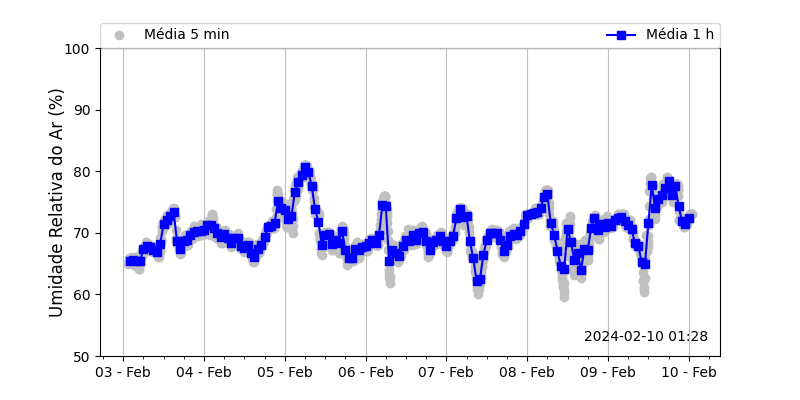 Média 5 min
Média 1 h
Umidade Relativa do Ar (%)
100
90
80
70
60
50
2024-02-10 01:28
03 - Feb
04 - Feb
05 - Feb
06 - Feb
07 - Feb
08 - Feb
09 - Feb
10 - Feb